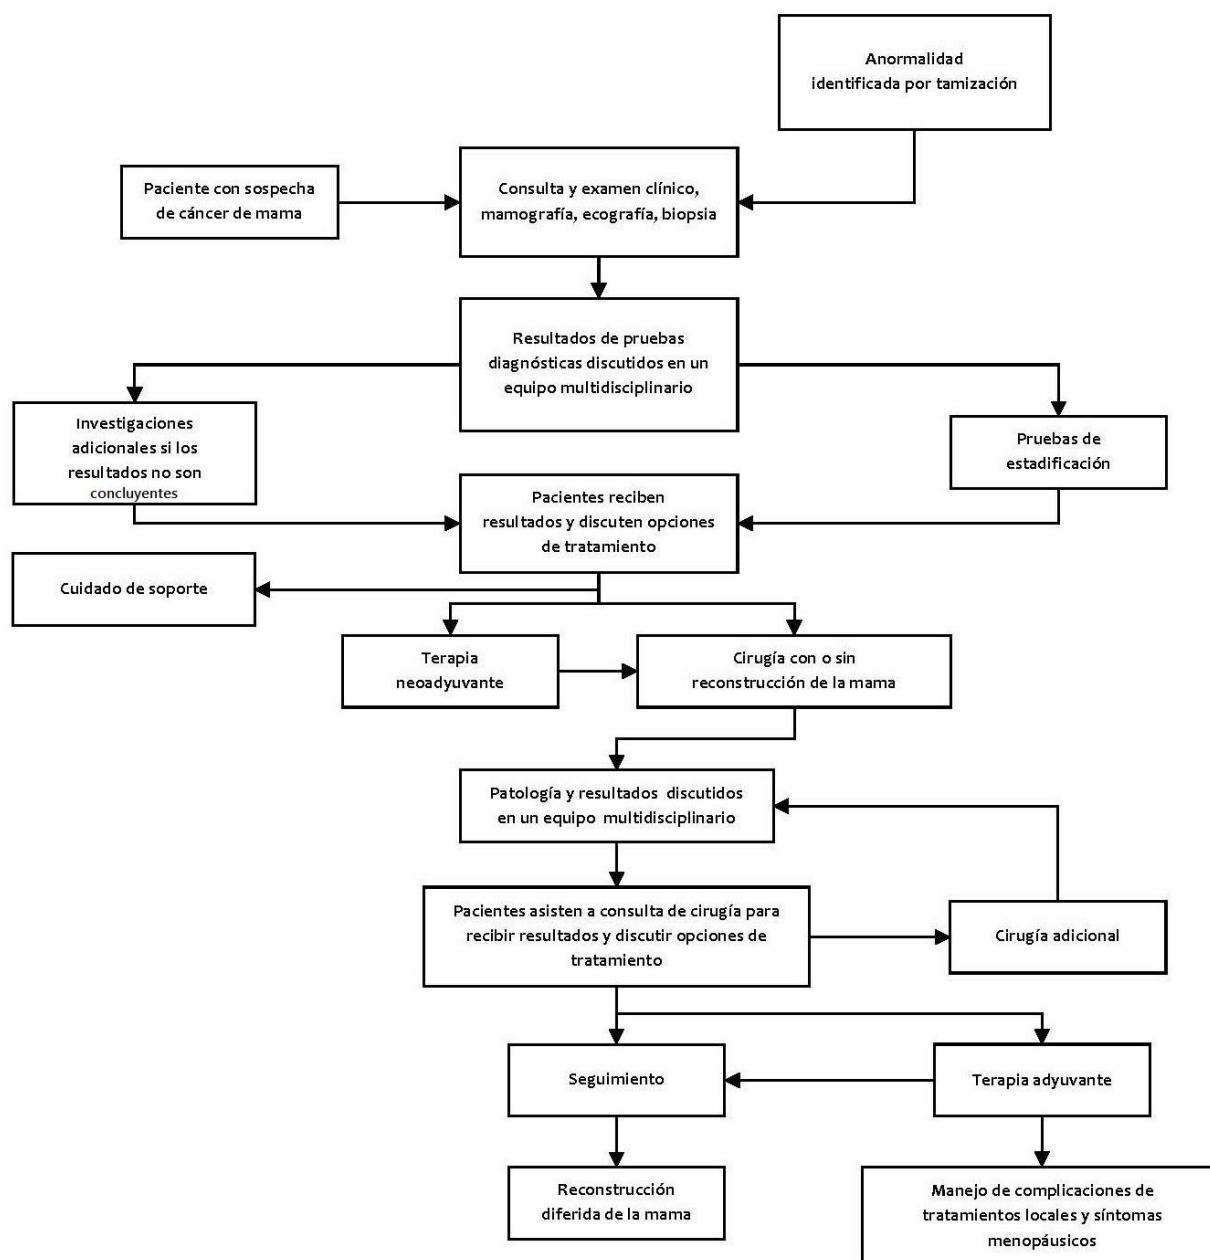 Anormalidad
identificada por tamización
Paciente con sospecha
de cáncer de mama
Consulta y examen clínico,
mamografía, ecografía, biopsia
Resultados de pruebas
diagnósticas discutidos en un
equipo multidisciplinario
Investigaciones
adicionales si los
resultados no son
concluyentes
Pruebas de
estadificación
Pacientes reciben
resultados y discuten opciones
de tratamiento
Cuidado de soporte
Terapia
neoadyuvante
Cirugía con o sin
reconstrucción de la mama
Patología y resultados discutidos
en un equipo multidisciplinario
Pacientes asisten a consulta de cirugía para
recibir resultados y discutir opciones de
tratamiento
Cirugía adicional
Seguimiento
Terapia adyuvante
Reconstrucción
diferida de la mama
Manejo de complicaciones de
tratamientos locales y síntomas
menopáusicos